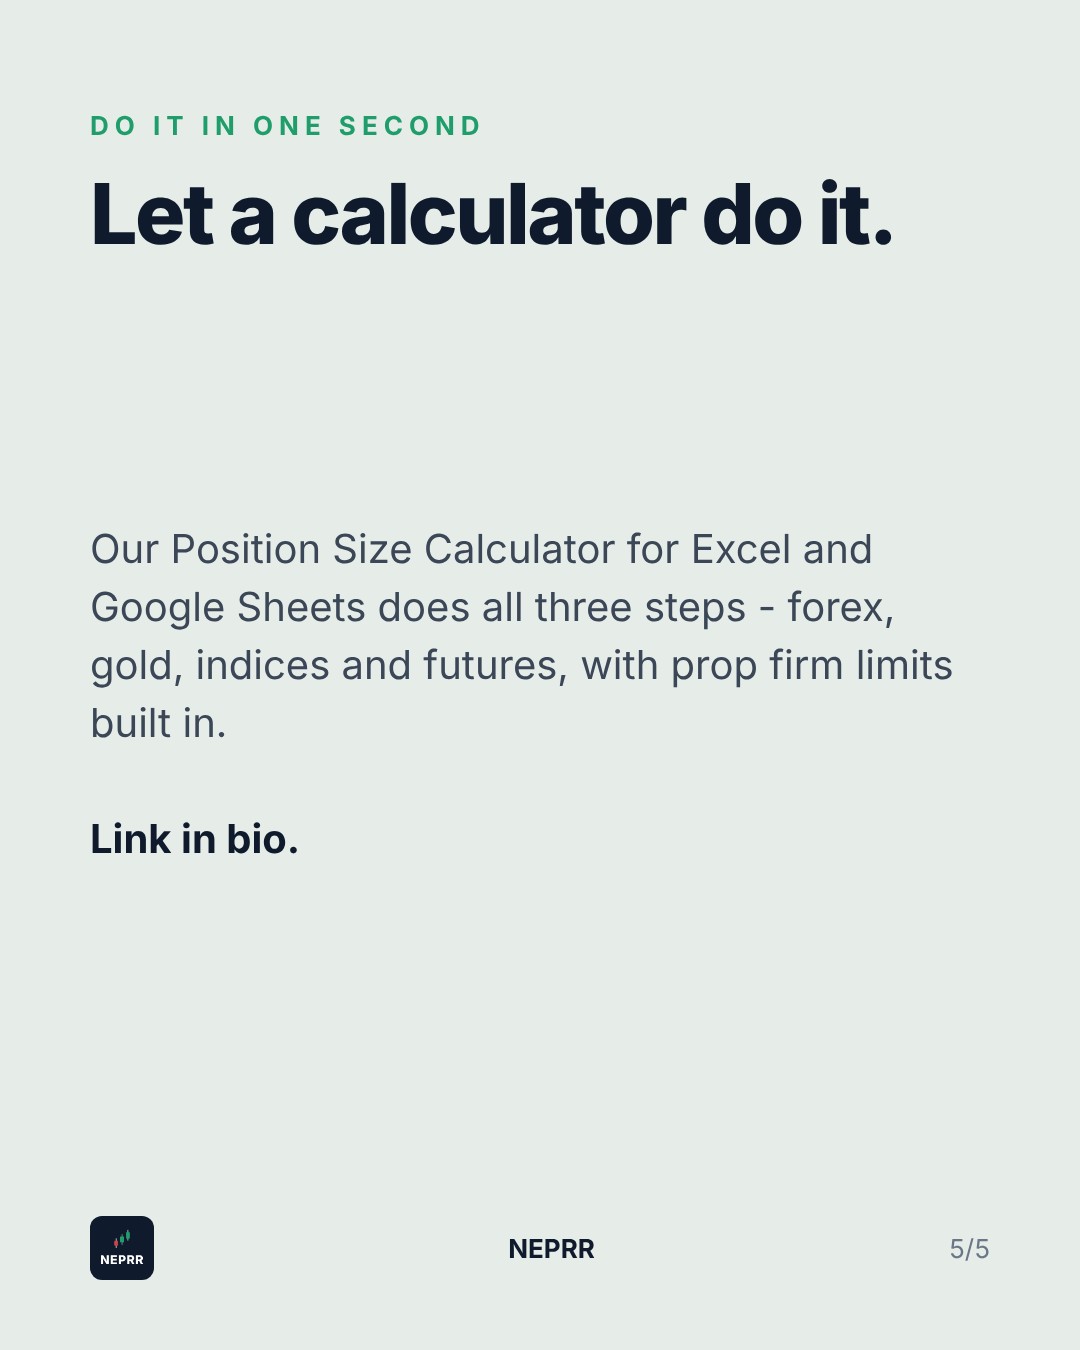 DO IT IN ONE SECOND
Let a calculator do it.
Our Position Size Calculator for Excel and
Google Sheets does all three steps - forex,
gold, indices and futures, with prop firm limits
built in.
Link in bio.
NEPRR
NEPRR
5/5